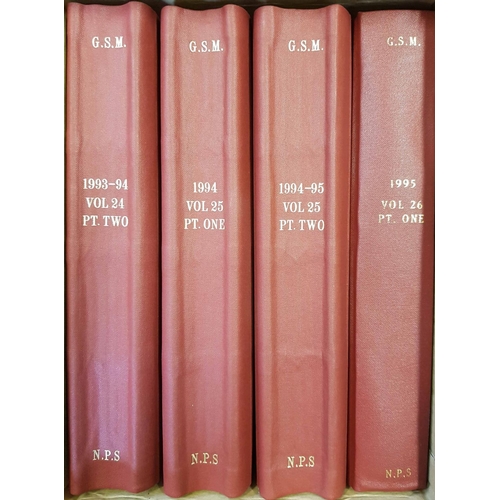 G.S.M.
1993-94
VOL 24
PT. TWO
N.P.S
G.S.M.
1994
VOL 25
PT. ONE
N.P.S
G.S.M.
1994-95
VOL 25
PT. TWO
N.P.S
G.S.M.
1995
VOL 26
PT. ONE
N.P.S